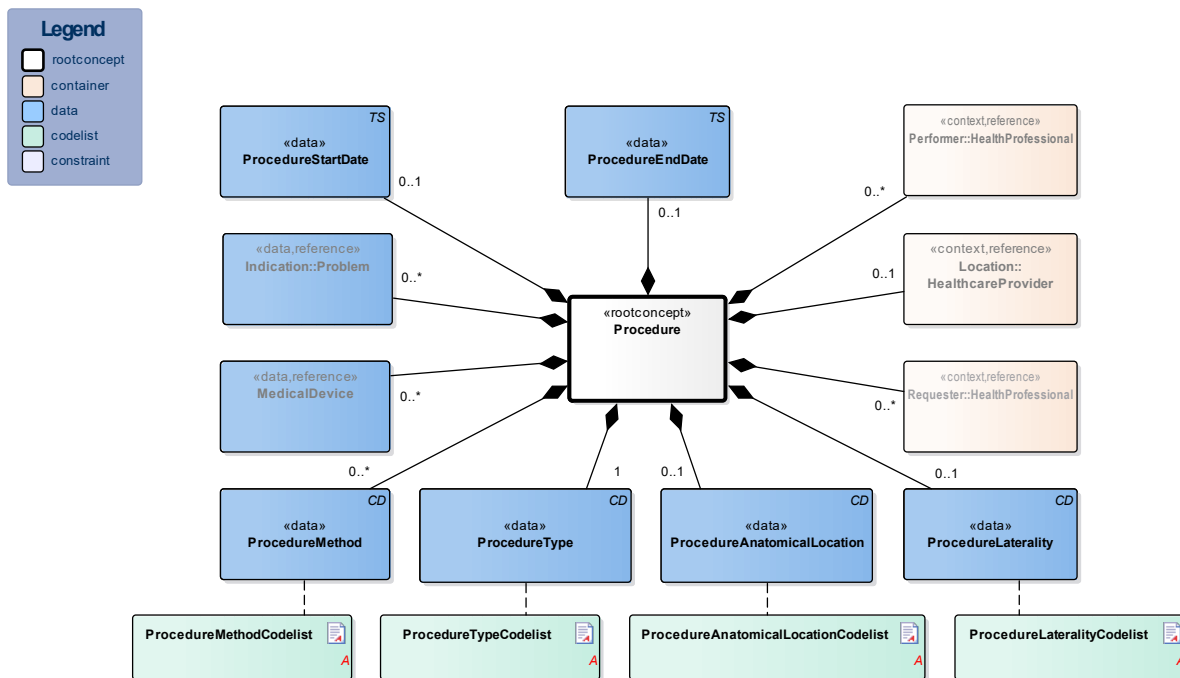 Legend
rootconcept
container
data
codelist
constraint
TS
«data»
ProcedureStartDate
0..1
TS
«data»
ProcedureEndDate
0..1
«context,reference»
Performer::HealthProfessional
0..*
«data,reference»
Indication::Problem
0..*
«context,reference»
Location::
HealthcareProvider
0..1
«rootconcept»
Procedure
«data,reference»
MedicalDevice
0..*
«context,reference»
Requester::HealthProfessional
0..*
0..*
1
0..1
0..1
CD
«data»
ProcedureMethod
CD
«data»
ProcedureType
CD
«data»
ProcedureAnatomicalLocation
CD
«data»
ProcedureLaterality
ProcedureMethodCodelist
A
ProcedureTypeCodelist
A
ProcedureAnatomicalLocationCodelist
A
ProcedureLateralityCodelist
A